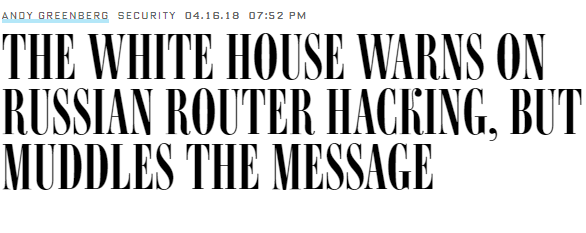 ANDY GREENBERG SECURITY 04.16.18 07:52 PM
THE WHITE HOUSE WARNS ON
RUSSIAN ROUTER HACKING, BUT
MUDDLES THE MESSAGE